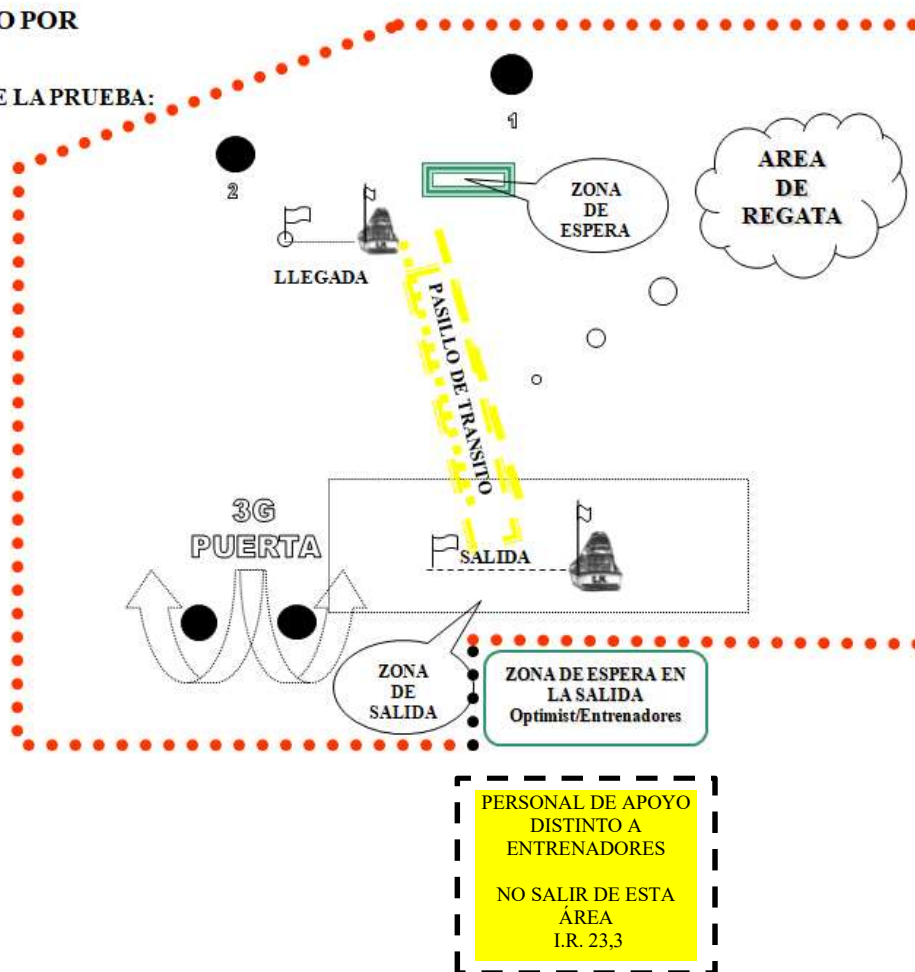 O POR
E LA PRUEBA:
1
2
ZONA
DE
ESPERA
AREA
DE
REGATA
LLEGADA
PASILLO DE TRANSITO
3G
PUERTA
SALIDA
ZONA
DE
SALIDA
ZONA DE ESPERA EN
LA SALIDA
Optimist/Entrenadores
PERSONAL DE APOYO
DISTINTO A
ENTRENADORES
NO SALIR DE ESTA
ÁREA
I.R. 23,3